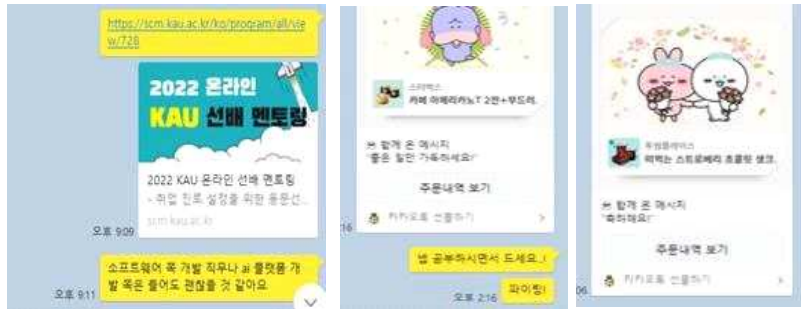 https://scm.kau.ac.kr/ko/program/all/vie
w/728
2022 온라인
KAU 선배 멘토링
2022 KAU 온라인 선배 멘토링
- 취업 진로 설정을 위한 동문선...
scm.kau.ac.kr
오후 9:09
소프트웨어 쪽 개발 직무나 ai 플랫폼 개
발 쪽은 들어도 괜찮을 것 같아요
오후 9:11
스타벅스
카페 아메리카노T 2잔+부드러..
함께 온 메시지
"좋은 일만 가득하세요!"
주문내역 보기
카카오톡 선물하기
:16
넵 공부하시면서 드세요..!
파이팅!
오후 2:16
투썸플레이스
떠먹는 스트로베리 초콜릿 생크.
함께 온 메시지
"축하해요!"
주문내역 보기
카카오톡 선물하기
06